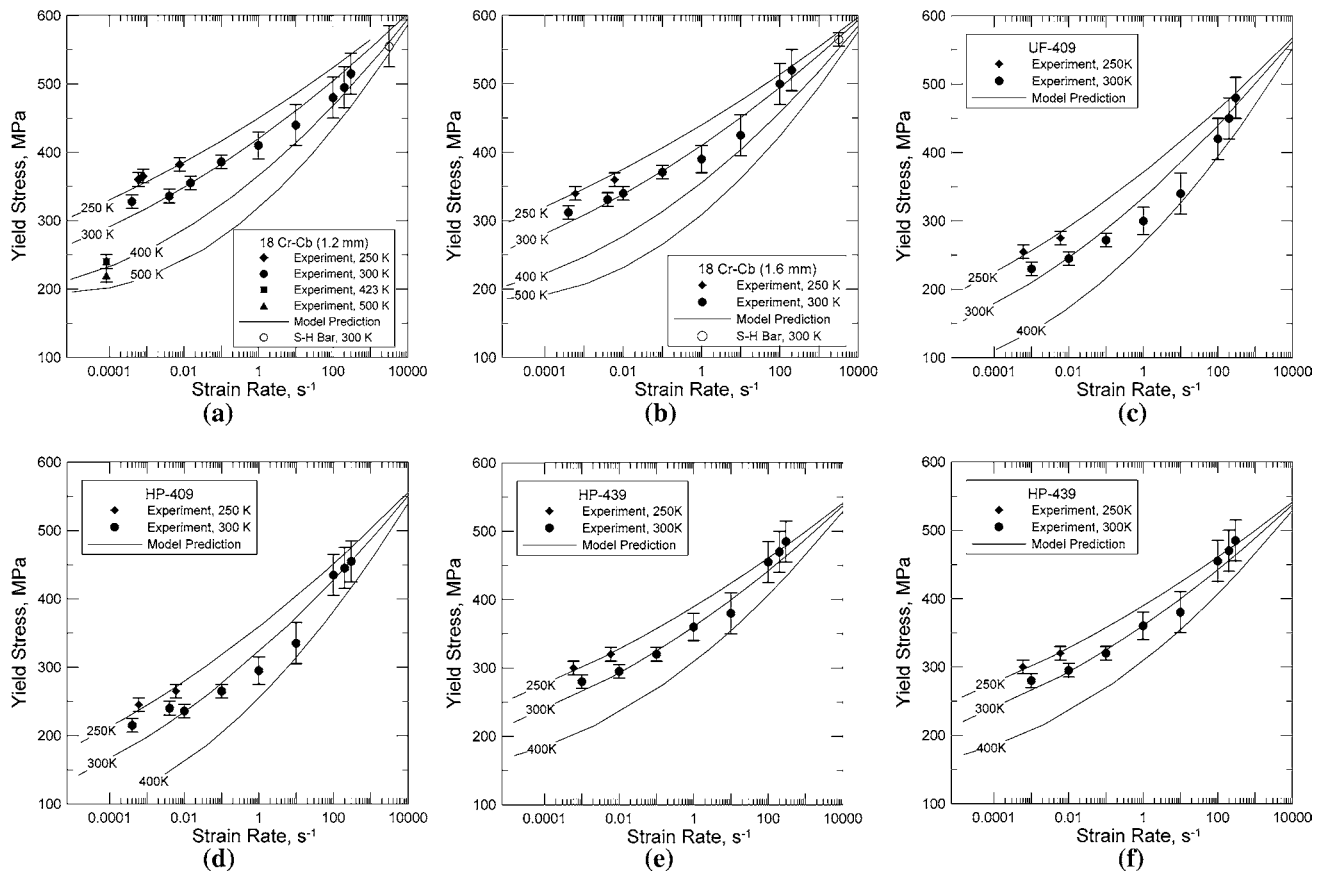 600
500
400
300
200
100
Yield Stress, MPa
250 K
300 K
400 K
500 K
18 Cr-Cb (1.2 mm)
Experiment, 250 K
Experiment, 300 K
Experiment, 423 K
Experiment, 500 K
Model Prediction
S-H Bar, 300 K
0.0001 0.01 1 100 10000
Strain Rate, s⁻¹
(a)
600
500
400
300
200
100
Yield Stress, MPa
250 K
300 K
400 K
500 K
18 Cr-Cb (1.6 mm)
Experiment, 250 K
Experiment, 300 K
Model Prediction
S-H Bar, 300 K
0.0001 0.01 1 100 10000
Strain Rate, s⁻¹
(b)
600
500
400
300
200
100
Yield Stress, MPa
UF-409
Experiment, 250K
Experiment, 300K
Model Prediction
250K
300K
400K
0.0001 0.01 1 100 10000
Strain Rate, s⁻¹
(c)
600
500
400
300
200
100
Yield Stress, MPa
HP-409
Experiment, 250 K
Experiment, 300 K
Model Prediction
250K
300K
400K
0.0001 0.01 1 100 10000
Strain Rate, s⁻¹
(d)
600
500
400
300
200
100
Yield Stress, MPa
HP-439
Experiment, 250K
Experiment, 300K
Model Prediction
250K
300K
400K
0.0001 0.01 1 100 10000
Strain Rate, s⁻¹
(e)
600
500
400
300
200
100
Yield Stress, MPa
HP-439
Experiment, 250K
Experiment, 300K
Model Prediction
250K
300K
400K
0.0001 0.01 1 100 10000
Strain Rate, s⁻¹
(f)